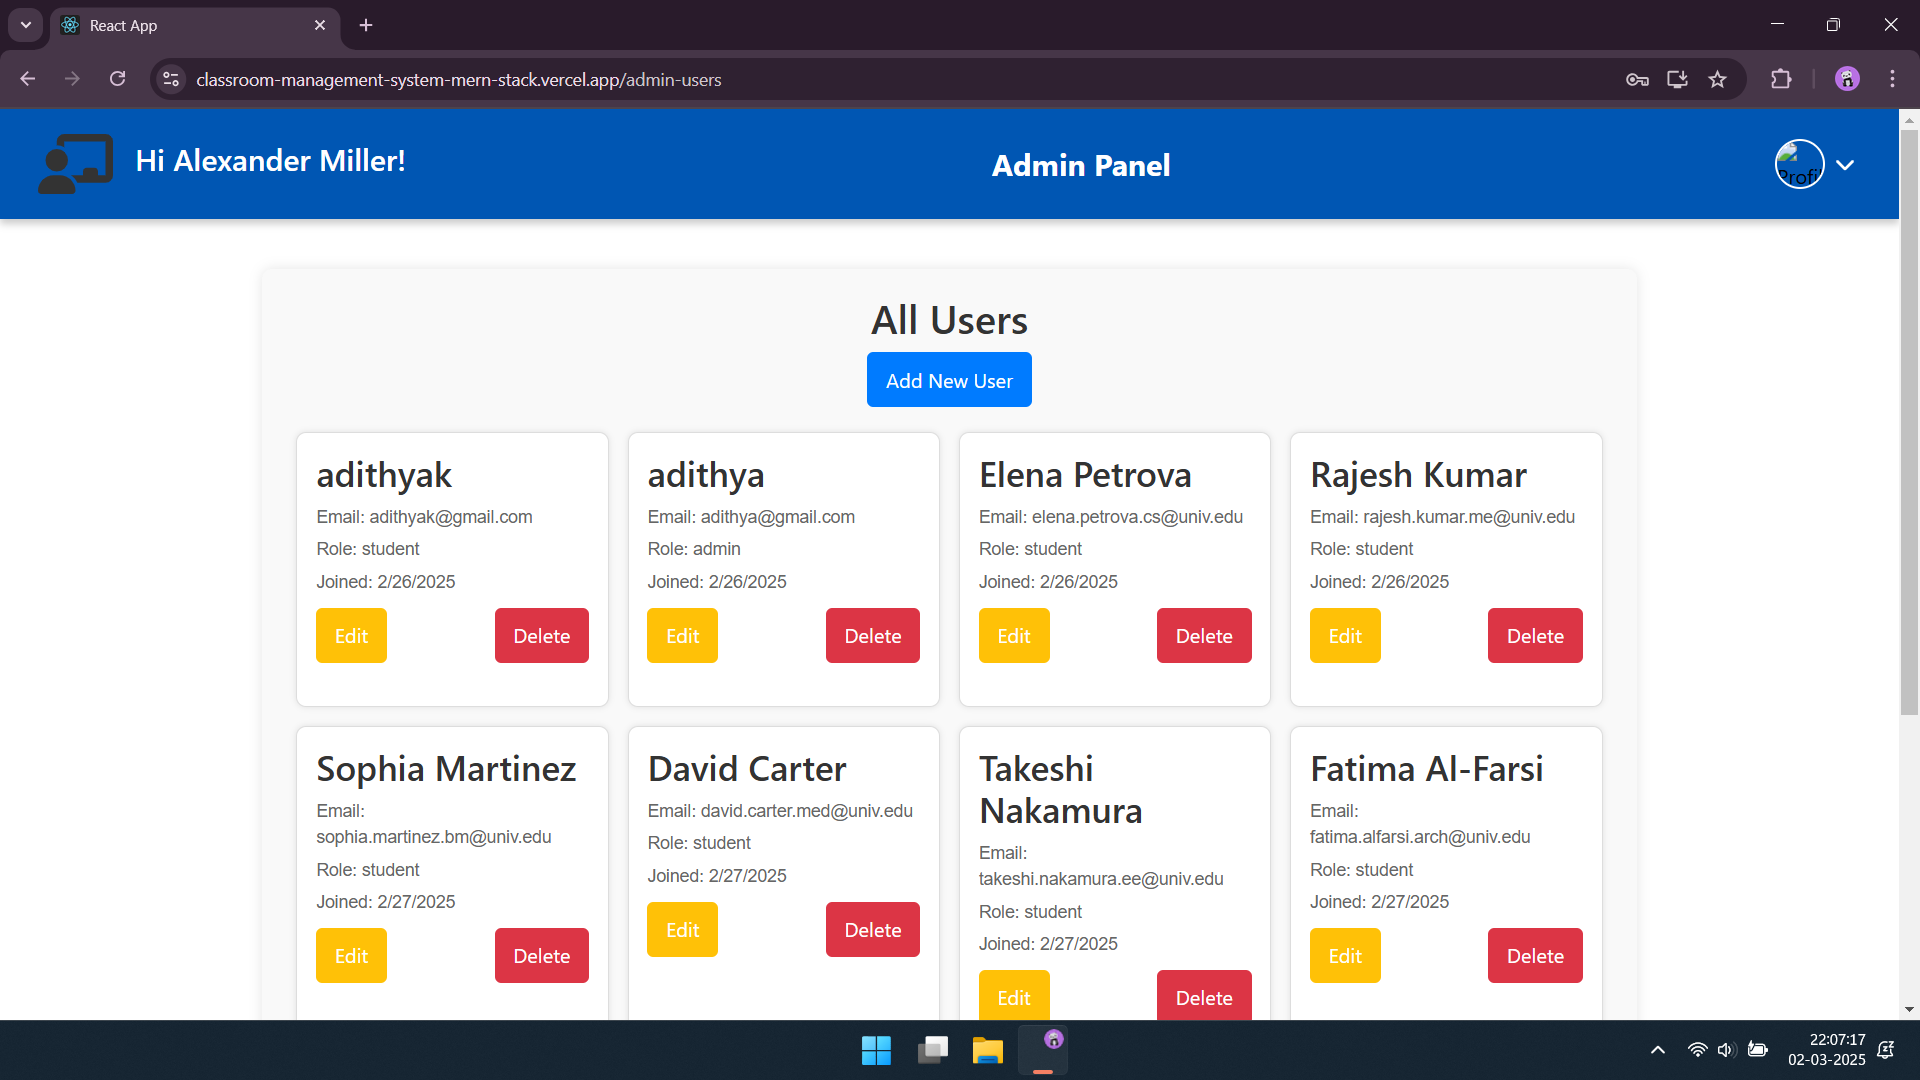 React App
classroom-management-system-mern-stack.vercel.app/admin-users
Hi Alexander Miller!
Admin Panel
Profi
All Users
Add New User
adithyak
Email: adithyak@gmail.com
Role: student
Joined: 2/26/2025
Edit
Delete
adithya
Email: adithya@gmail.com
Role: admin
Joined: 2/26/2025
Edit
Delete
Elena Petrova
Email: elena.petrova.cs@univ.edu
Role: student
Joined: 2/26/2025
Edit
Delete
Rajesh Kumar
Email: rajesh.kumar.me@univ.edu
Role: student
Joined: 2/26/2025
Edit
Delete
Sophia Martinez
Email:
sophia.martinez.bm@univ.edu
Role: student
Joined: 2/27/2025
Edit
Delete
David Carter
Email: david.carter.med@univ.edu
Role: student
Joined: 2/27/2025
Edit
Delete
Takeshi
Nakamura
Email:
takeshi.nakamura.ee@univ.edu
Role: student
Joined: 2/27/2025
Edit
Delete
Fatima Al-Farsi
Email:
fatima.alfarsi.arch@univ.edu
Role: student
Joined: 2/27/2025
Edit
Delete
22:07:17
02-03-2025